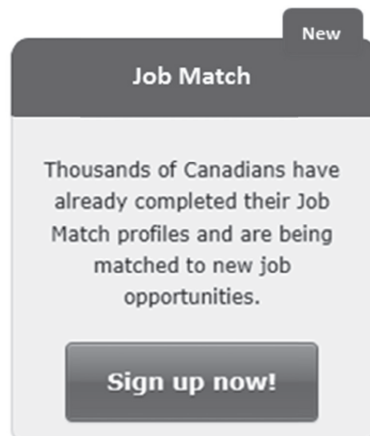 New
Job Match
Thousands of Canadians have
already completed their Job
Match profiles and are being
matched to new job
opportunities.
Sign up now!